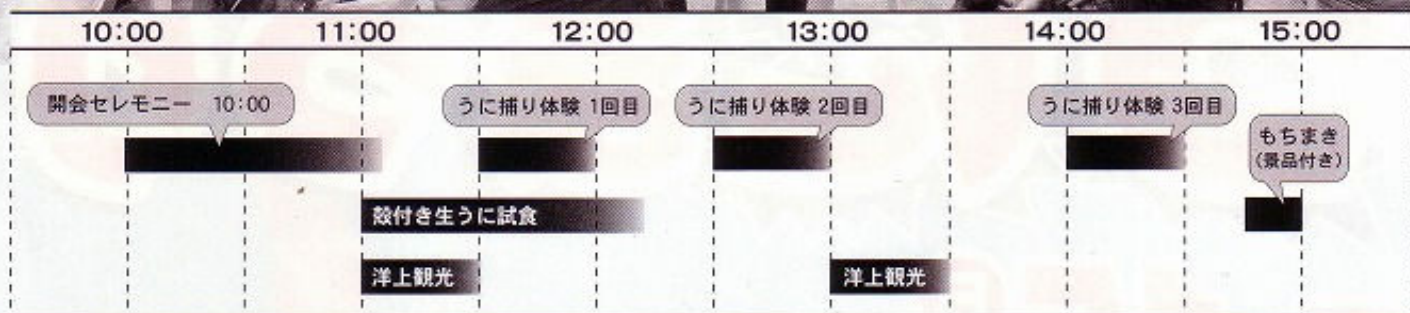 10:00 11:00 12:00 13:00 14:00 15:00
開会セレモニー 10:00
うに捕り体験 1回目
うに捕り体験 2回目
うに捕り体験 3回目
もちまき
(景品付き)
殻付き生うに試食
洋上観光
洋上観光